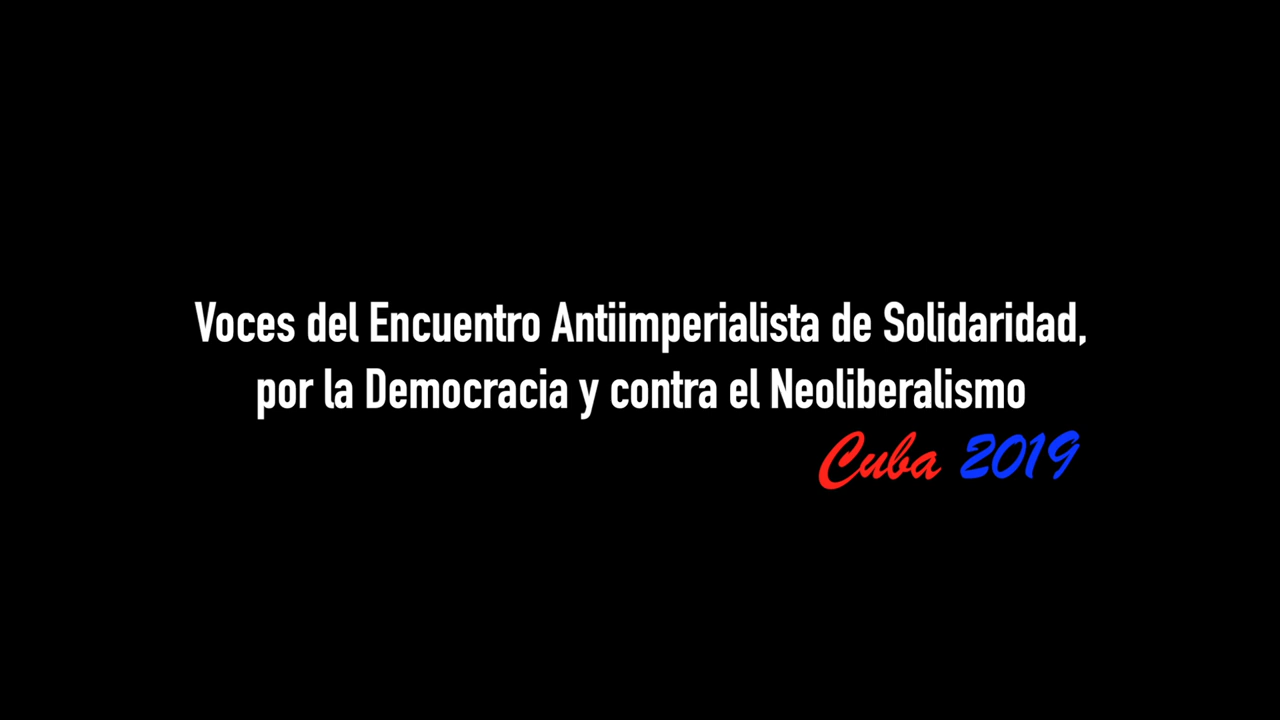 Voces del Encuentro Antiimperialista de Solidaridad,
por la Democracia y contra el Neoliberalismo
Cuba 2019